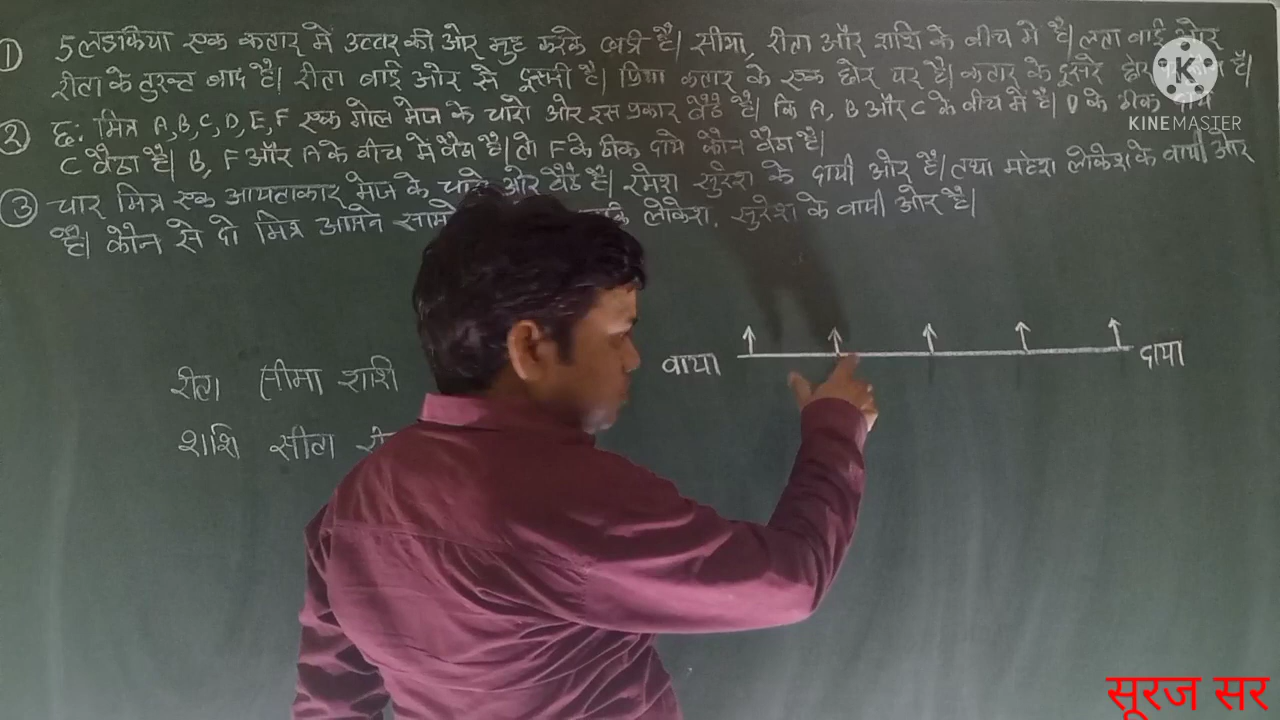 ① 5 लडकिया एक कतार मे उत्तर की ओर मुह करके खडी है। सीमा, रीता और शशि के बीच मे है। लता बाई ओर
रीता के तुरन्त बाद है। रीता बाई ओर से दूसरी है। प्रिया कतार के एक छोर पर है। कतार के दूसरे छोर है।
② छ: मित्र A,B,C,D,E,F एक गोल मेज के चारो ओर इस प्रकार बैठे है। कि A, B और C के बीच मे है। D के ठीक
C बैठा है। B, F और A के बीच मे बैठा है। तो F के ठीक दाये कौन बैठा है।
③ चार मित्र एक आयताकार मेज के चारो ओर बैठे है। रमेश सुरेश के दायी ओर है। तथा महेश लोकेश के बायी ओर
है। कौन से दो मित्र आमने सामने लोकेश, सुरेश के बायी ओर है।
रीता सीमा शशि
बाया दाया
शशि सीता
KINEMASTER
सूरज सर